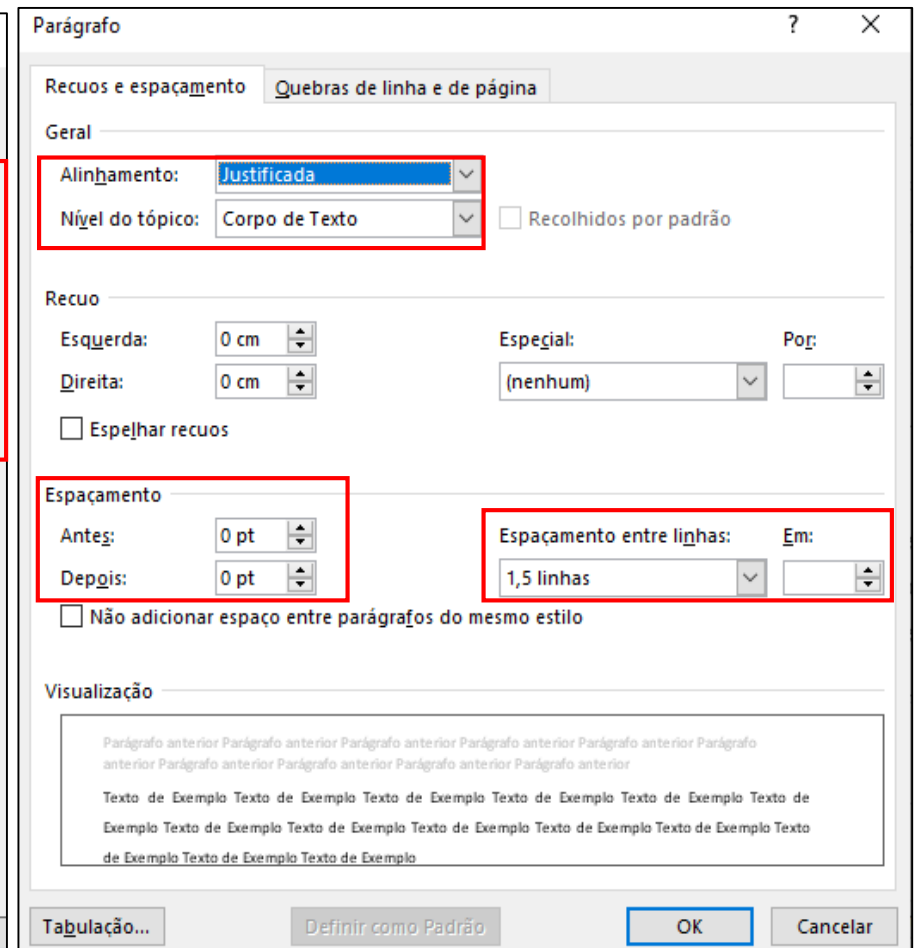 Parágrafo ? X
Recuos e espaçamento Quebras de linha e de página
Geral
Alinhamento: Justificada
Nível do tópico: Corpo de Texto Recolhidos por padrão
Recuo
Esquerda: 0 cm Especial: Por:
Direita: 0 cm (nenhum)
Espelhar recuos
Espaçamento
Antes: 0 pt Espaçamento entre linhas: Em:
Depois: 0 pt 1,5 linhas
Não adicionar espaço entre parágrafos do mesmo estilo
Visualização
Parágrafo anterior Parágrafo anterior Parágrafo anterior Parágrafo anterior Parágrafo anterior Parágrafo
anterior Parágrafo anterior Parágrafo anterior Parágrafo anterior Parágrafo anterior
Texto de Exemplo Texto de Exemplo Texto de Exemplo Texto de Exemplo Texto de Exemplo Texto de
Exemplo Texto de Exemplo Texto de Exemplo Texto de Exemplo Texto de Exemplo Texto de Exemplo Texto
de Exemplo Texto de Exemplo Texto de Exemplo
Tabulação... Definir como Padrão OK Cancelar